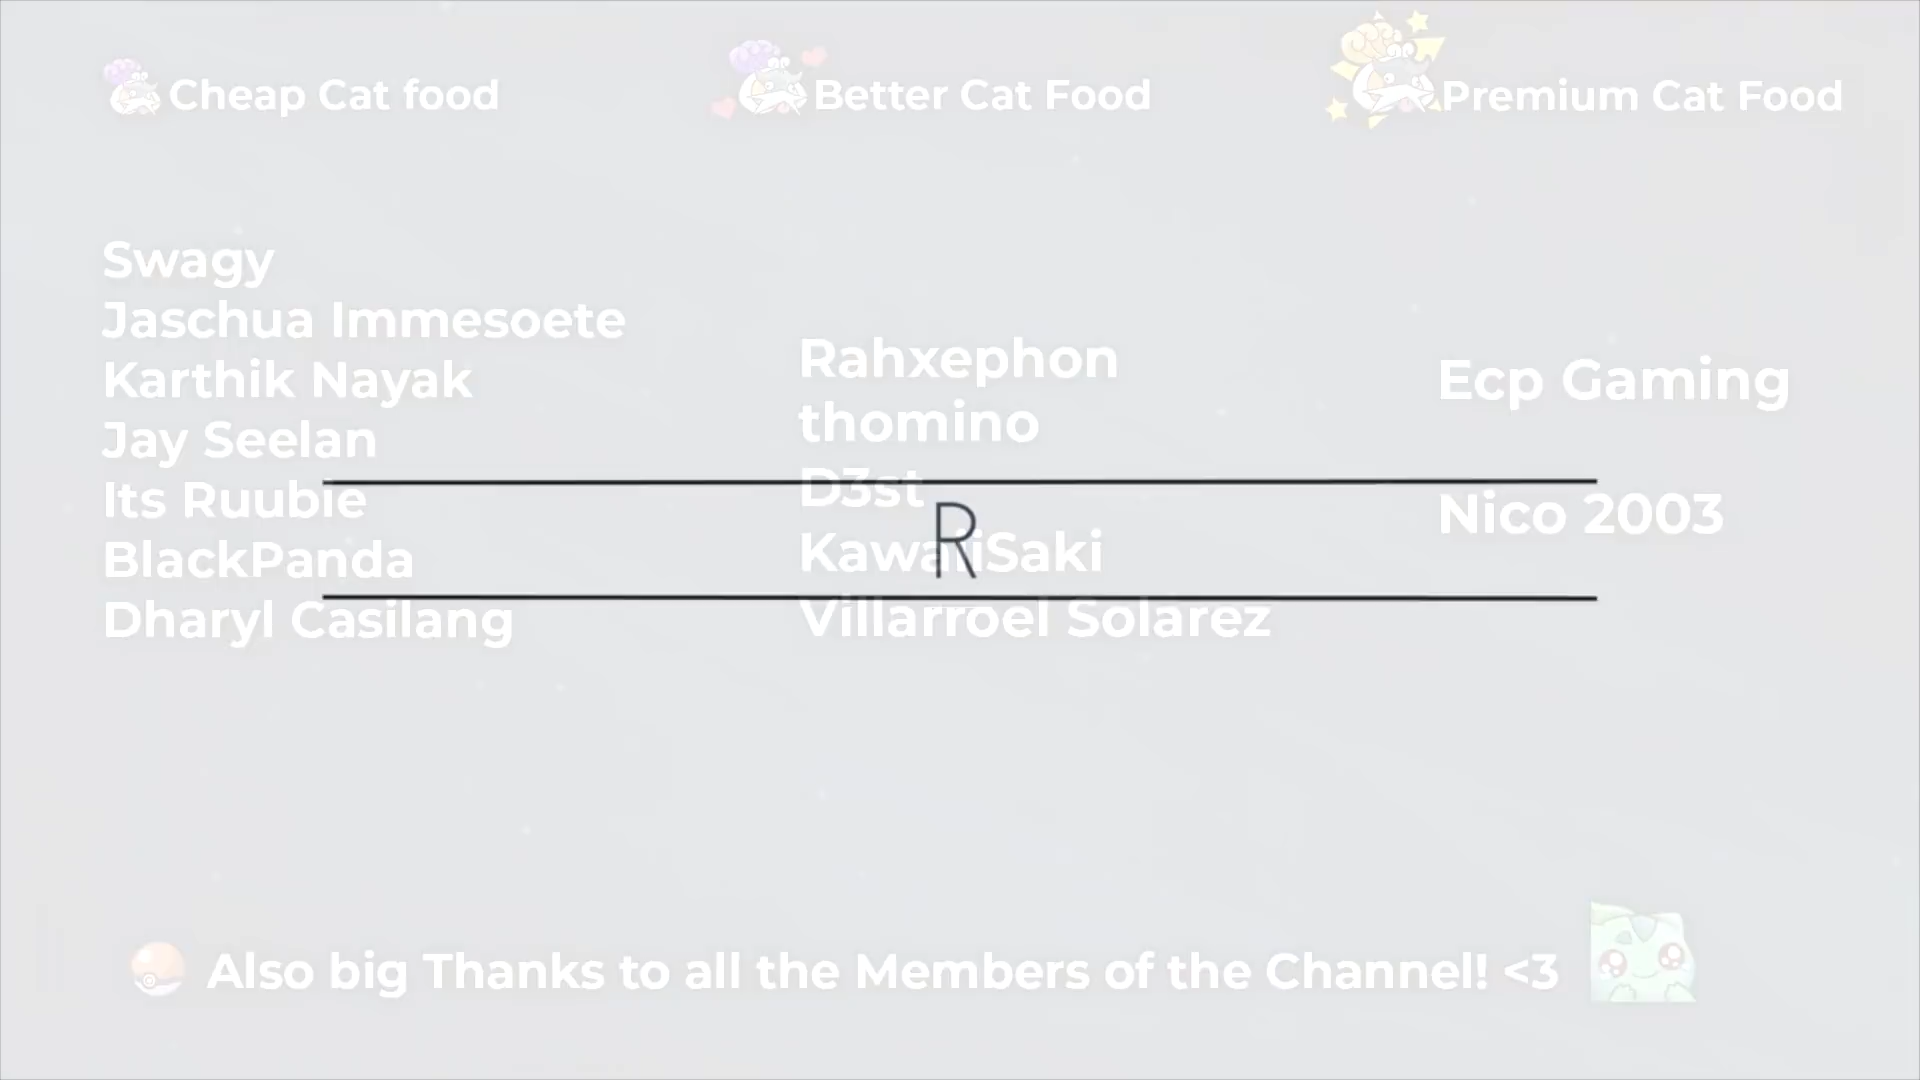 Cheap Cat food
Better Cat Food
Premium Cat Food
Swagy
Jaschua Immesoete
Karthik Nayak
Jay Seelan
Its Ruubie
BlackPanda
Dharyl Casilang
Rahxephon
thomino
D3st
KawaiiSaki
Villarroel Solarez
Ecp Gaming
Nico 2003
R
Also big Thanks to all the Members of the Channel! <3